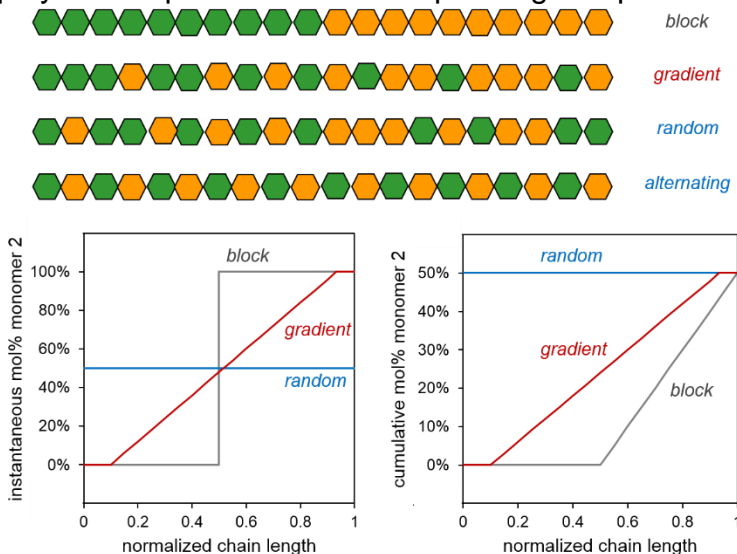 block
gradient
random
alternating
instantaneous mol% monomer 2
100%
80%
60%
40%
20%
0%
block
gradient
random
0 0.2 0.4 0.6 0.8 1
normalized chain length
cumulative mol% monomer 2
50%
40%
30%
20%
10%
0%
random
gradient
block
0 0.2 0.4 0.6 0.8 1
normalized chain length